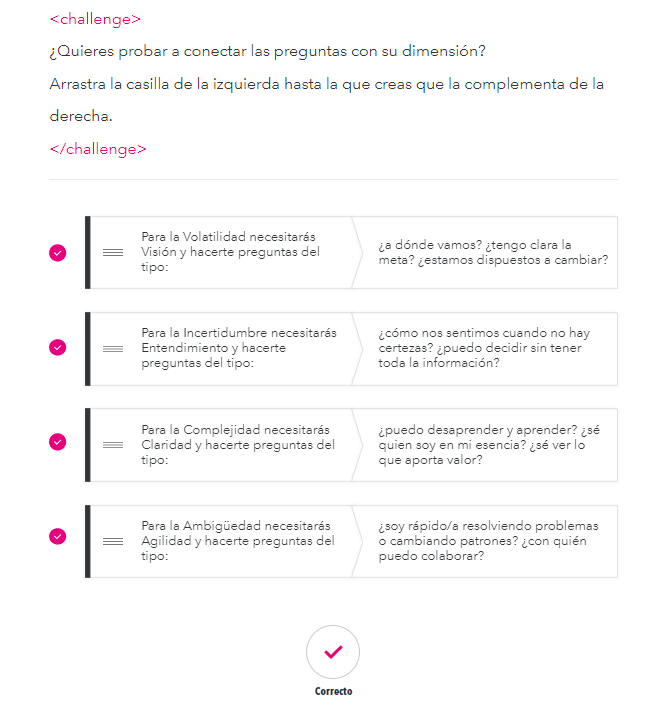 <challenge>
¿Quieres probar a conectar las preguntas con su dimensión?
Arrastra la casilla de la izquierda hasta la que creas que la complementa de la
derecha.
</challenge>
Para la Volatilidad necesitarás
Visión y hacerte preguntas del
tipo:
¿a dónde vamos? ¿tengo clara la
meta? ¿estamos dispuestos a cambiar?
Para la Incertidumbre necesitarás
Entendimiento y hacerte
preguntas del tipo:
¿cómo nos sentimos cuando no hay
certezas? ¿puedo decidir sin tener
toda la información?
Para la Complejidad necesitarás
Claridad y hacerte preguntas del
tipo:
¿puedo desaprender y aprender? ¿sé
quien soy en mi esencia? ¿sé ver lo
que aporta valor?
Para la Ambigüedad necesitarás
Agilidad y hacerte preguntas del
tipo:
¿soy rápido/a resolviendo problemas
o cambiando patrones? ¿con quién
puedo colaborar?
Correcto